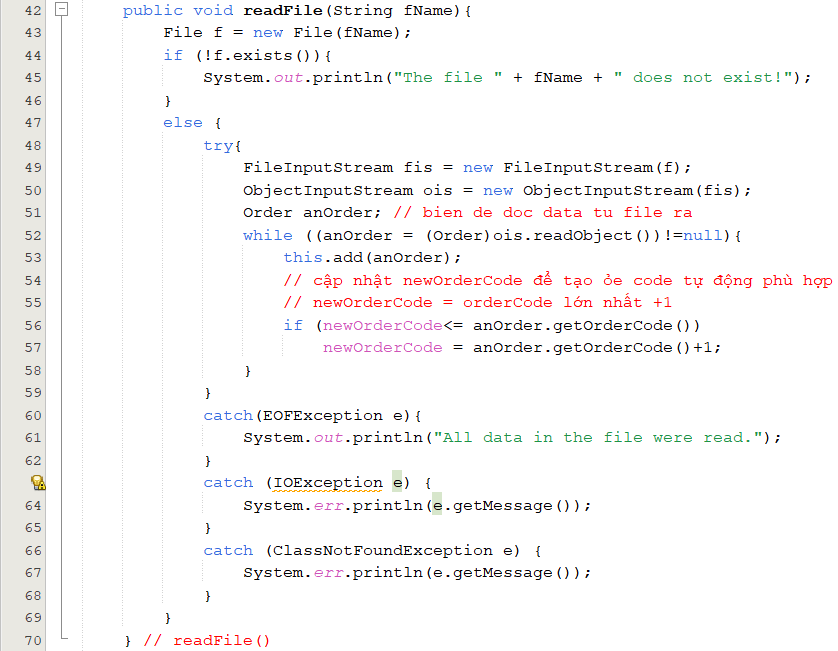 42 public void readFile(String fName){
43 File f = new File(fName);
44 if (!f.exists()){
45 System.out.println("The file " + fName + " does not exist!");
46 }
47 else {
48 try{
49 FileInputStream fis = new FileInputStream(f);
50 ObjectInputStream ois = new ObjectInputStream(fis);
51 Order anOrder; // bien de doc data tu file ra
52 while ((anOrder = (Order)ois.readObject())!=null){
53 this.add(anOrder);
54 // cập nhật newOrderCode để tạo ỏe code tự động phù hợp
55 // newOrderCode = orderCode lớn nhất +1
56 if (newOrderCode<= anOrder.getOrderCode())
57 newOrderCode = anOrder.getOrderCode()+1;
58 }
59 }
60 catch(EOFException e){
61 System.out.println("All data in the file were read.");
62 }
catch (IOException e) {
64 System.err.println(e.getMessage());
65 }
66 catch (ClassNotFoundException e) {
67 System.err.println(e.getMessage());
68 }
69 }
70 } // readFile()